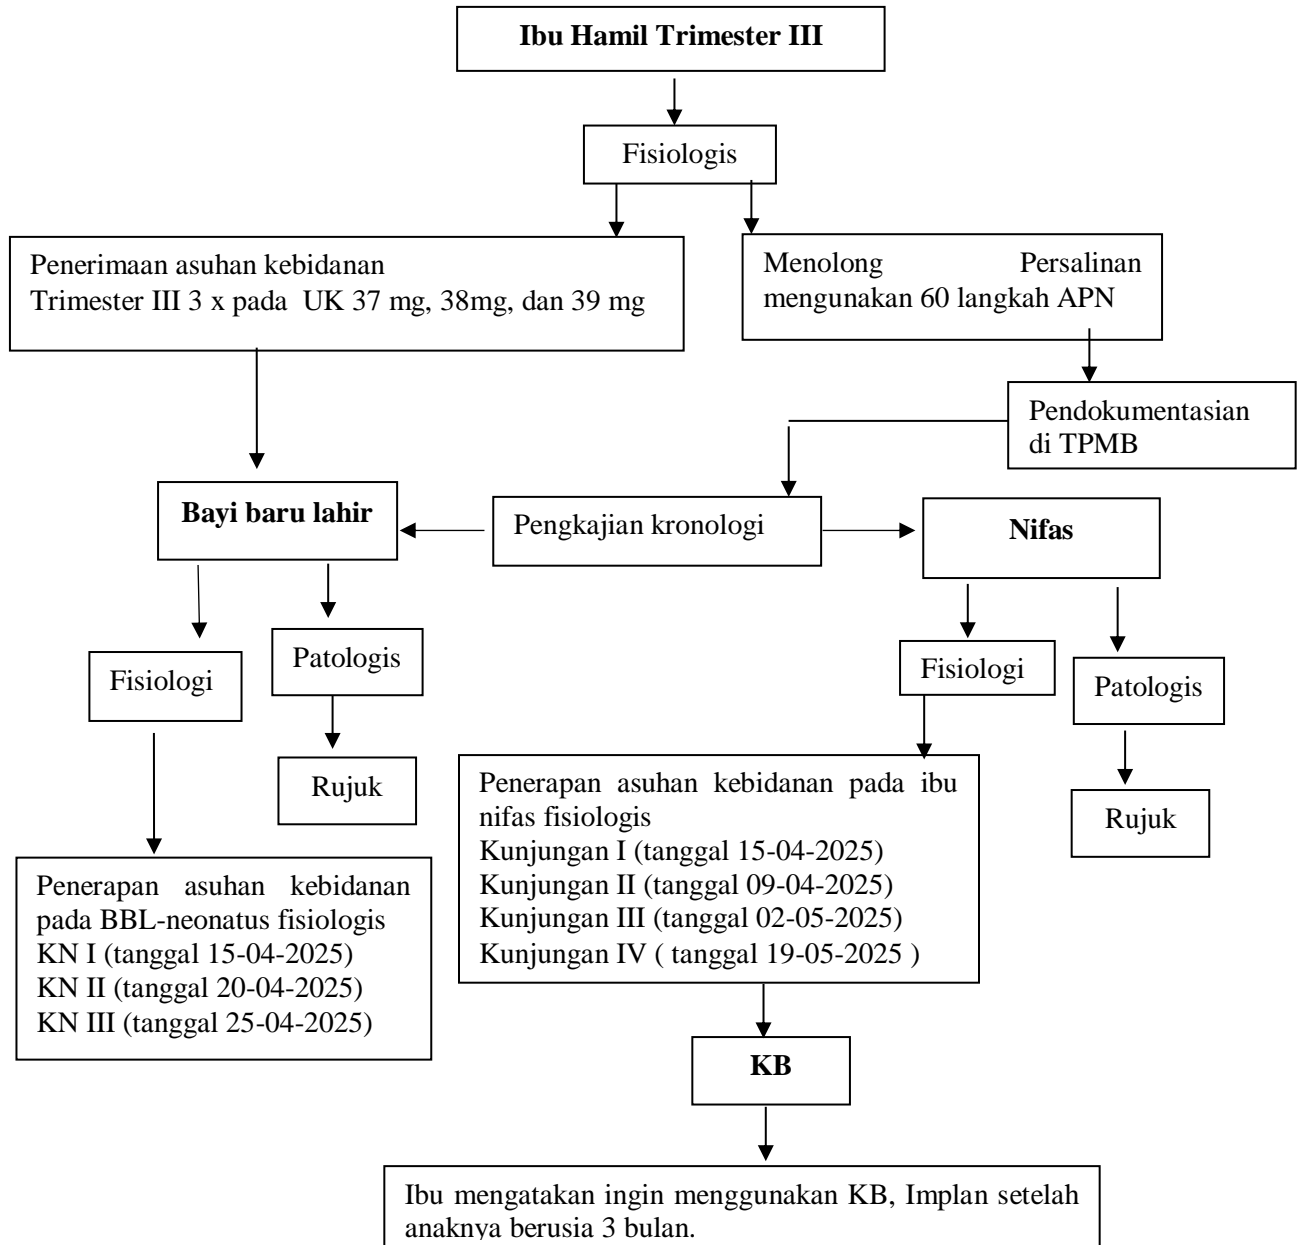 Ibu Hamil Trimester III
Fisiologis
Penerimaan asuhan kebidanan
Trimester III 3 x pada UK 37 mg, 38mg, dan 39 mg
Menolong Persalinan
mengunakan 60 langkah APN
Pendokumentasian
di TPMB
Bayi baru lahir
Pengkajian kronologi
Nifas
Fisiologi
Patologis
Fisiologi
Patologis
Rujuk
Rujuk
Penerapan asuhan kebidanan
pada BBL-neonatus fisiologis
KN I (tanggal 15-04-2025)
KN II (tanggal 20-04-2025)
KN III (tanggal 25-04-2025)
Penerapan asuhan kebidanan pada ibu
nifas fisiologis
Kunjungan I (tanggal 15-04-2025)
Kunjungan II (tanggal 09-04-2025)
Kunjungan III (tanggal 02-05-2025)
Kunjungan IV ( tanggal 19-05-2025 )
KB
Ibu mengatakan ingin menggunakan KB, Implan setelah
anaknya berusia 3 bulan.